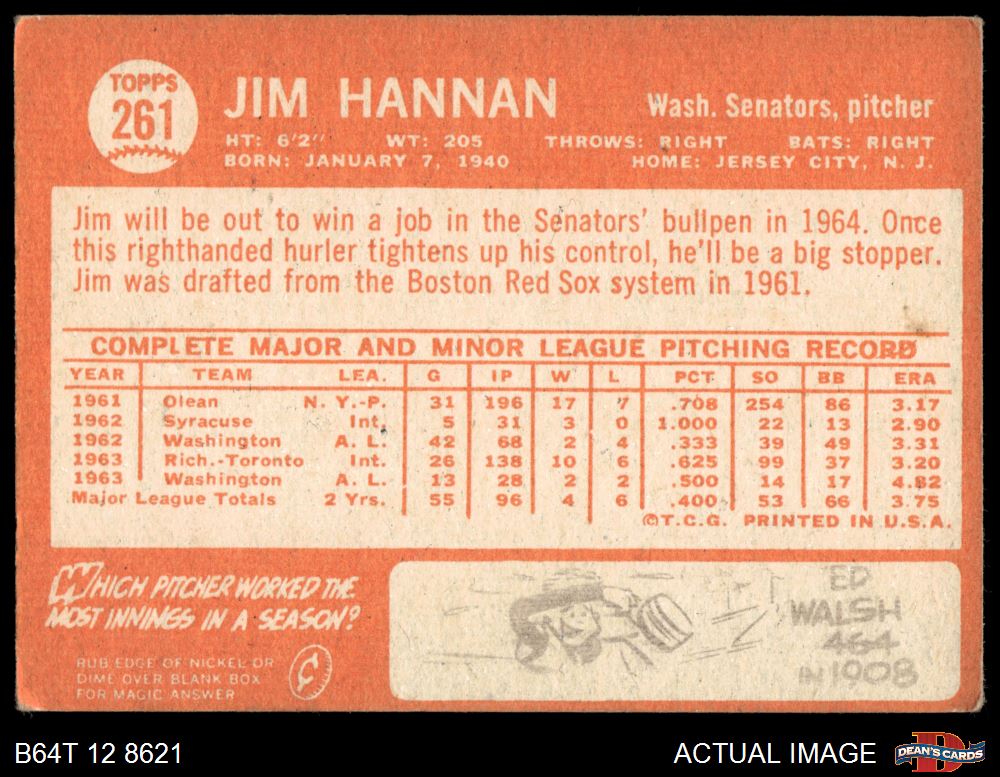 TOPPS
261
JIM HANNAN
Wash. Senators, pitcher
HT: 6'2" WT: 205 THROWS: RIGHT BATS: RIGHT
BORN: JANUARY 7, 1940 HOME: JERSEY CITY, N. J.
Jim will be out to win a job in the Senators' bullpen in 1964. Once
this righthanded hurler tightens up his control, he'll be a big stopper.
Jim was drafted from the Boston Red Sox system in 1961.
COMPLETE MAJOR AND MINOR LEAGUE PITCHING RECORD
YEAR TEAM LEA. G IP W L PCT. SO BB ERA
1961 Olean N. Y.-P. 31 196 17 7 .708 254 86 3.17
1962 Syracuse Int. 5 31 3 0 1.000 22 13 2.90
1962 Washington A. L. 42 68 2 4 .333 39 49 3.31
1963 Rich.-Toronto Int. 26 138 10 6 .625 99 37 3.20
1963 Washington A. L. 13 28 2 2 .500 14 17 4.82
Major League Totals 2 Yrs. 55 96 4 6 .400 53 66 3.75
©T.C.G. PRINTED IN U.S.A.
WHICH PITCHER WORKED THE
MOST INNINGS IN A SEASON?
RUB EDGE OF NICKEL OR
DIME OVER BLANK BOX
FOR MAGIC ANSWER
ED
WALSH
464
IN 1908
B64T 12 8621
ACTUAL IMAGE
DEAN'S CARDS